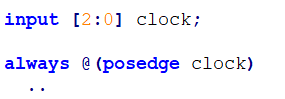 input [2:0] clock;
always @(posedge clock)
..